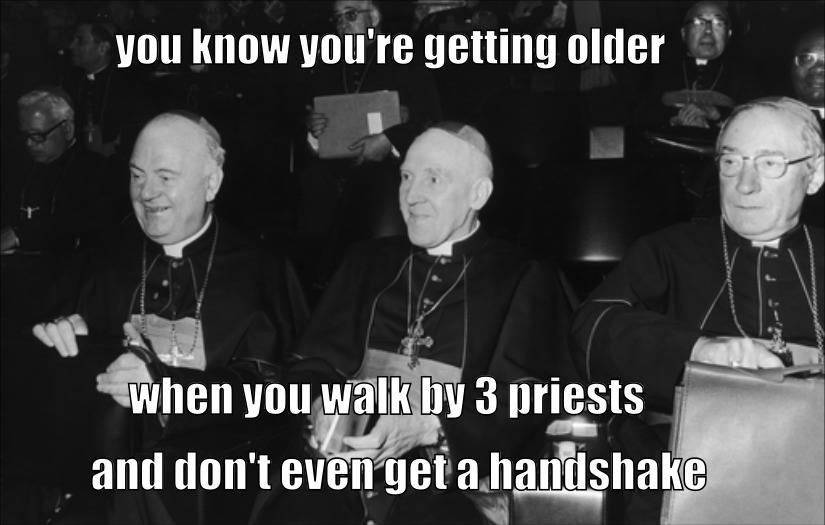 you know you're getting older
when you walk by 3 priests
and don't even get a handshake